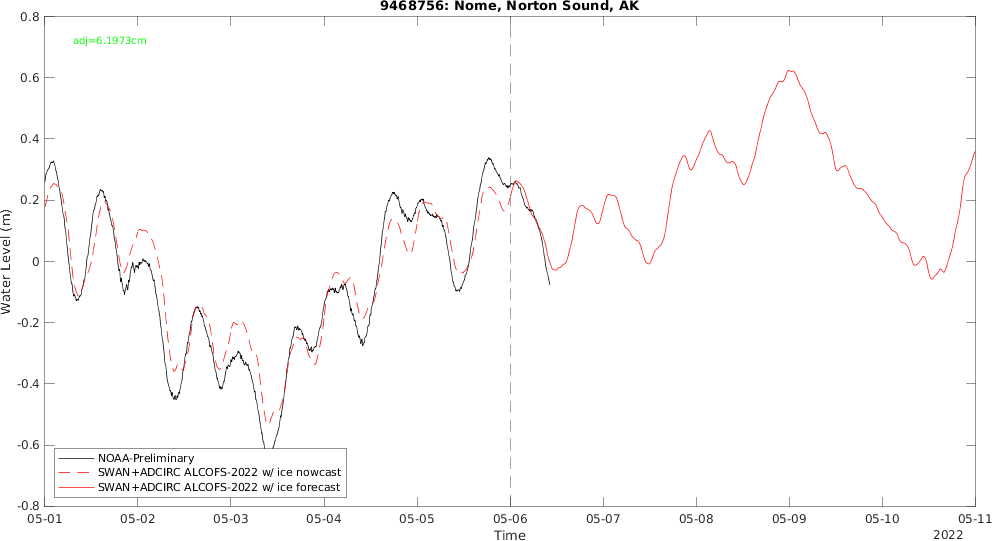 9468756: Nome, Norton Sound, AK
adj=6.1973cm
0.8
0.6
0.4
0.2
0
-0.2
-0.4
-0.6
-0.8
Water Level (m)
NOAA-Preliminary
SWAN+ADCIRC ALCOFS-2022 w/ ice nowcast
SWAN+ADCIRC ALCOFS-2022 w/ ice forecast
05-01 05-02 05-03 05-04 05-05 05-06 05-07 05-08 05-09 05-10 05-11
Time
2022